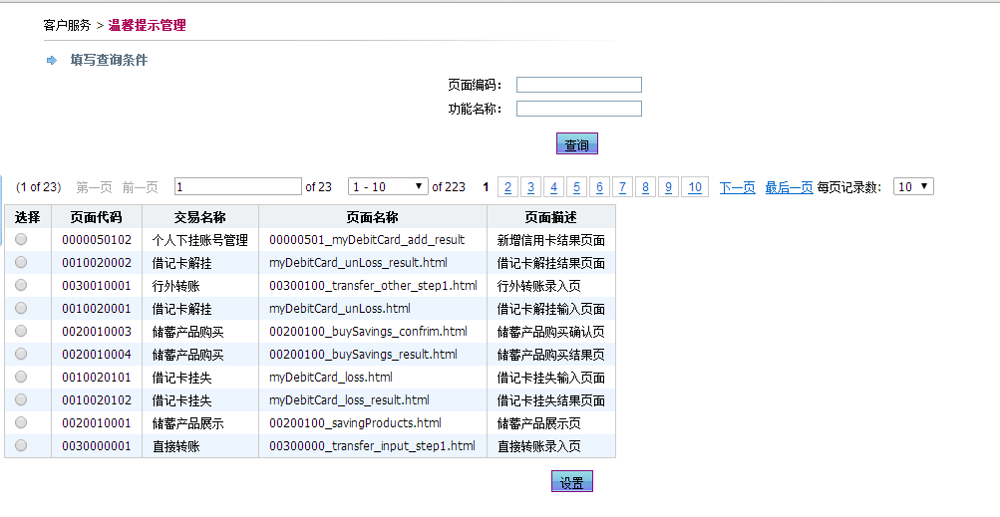 客户服务 > 温馨提示管理
填写查询条件
页面编码：
功能名称：
查询
(1 of 23) 第一页 前一页 1 of 23 1 - 10 of 223 1 2 3 4 5 6 7 8 9 10 下一页 最后一页 每页记录数： 10
选择 页面代码 交易名称 页面名称 页面描述
0000050102 个人下挂账号管理 00000501_myDebitCard_add_result 新增信用卡结果页面
0010020002 借记卡解挂 myDebitCard_unLoss_result.html 借记卡解挂结果页面
0030010001 行外转账 00300100_transfer_other_step1.html 行外转账录入页
0010020001 借记卡解挂 myDebitCard_unLoss.html 借记卡解挂输入页面
0020010003 储蓄产品购买 00200100_buySavings_confrim.html 储蓄产品购买确认页
0020010004 储蓄产品购买 00200100_buySavings_result.html 储蓄产品购买结果页
0010020101 借记卡挂失 myDebitCard_loss.html 借记卡挂失输入页面
0010020102 借记卡挂失 myDebitCard_loss_result.html 借记卡挂失结果页面
0020010001 储蓄产品展示 00200100_savingProducts.html 储蓄产品展示页
0030000001 直接转账 00300000_transfer_input_step1.html 直接转账录入页
设置